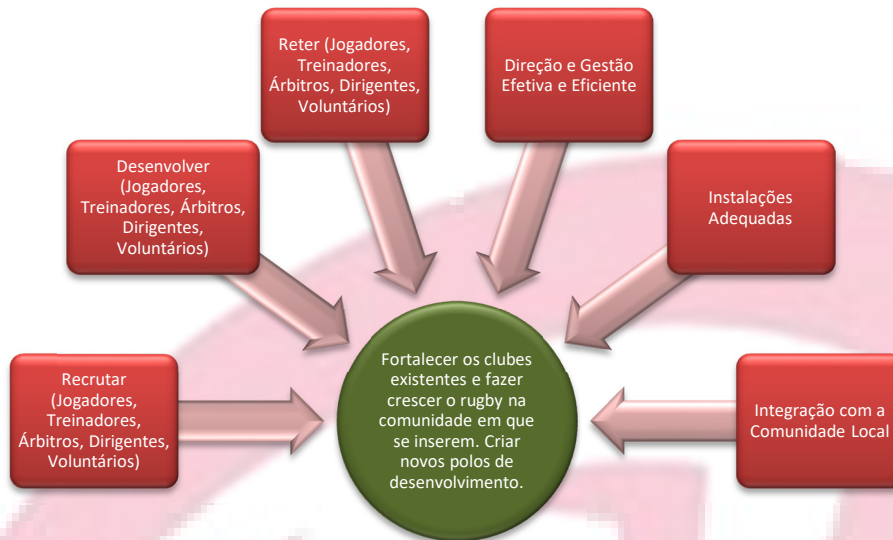 Reter (Jogadores,
Treinadores,
Árbitros, Dirigentes,
Voluntários)
Direção e Gestão
Efetiva e Eficiente
Desenvolver
(Jogadores,
Treinadores, Árbitros,
Dirigentes,
Voluntários)
Instalações
Adequadas
Recrutar
(Jogadores,
Treinadores,
Árbitros, Dirigentes,
Voluntários)
Fortalecer os clubes
existentes e fazer
crescer o rugby na
comunidade em que
se inserem. Criar
novos polos de
desenvolvimento.
Integração com a
Comunidade Local